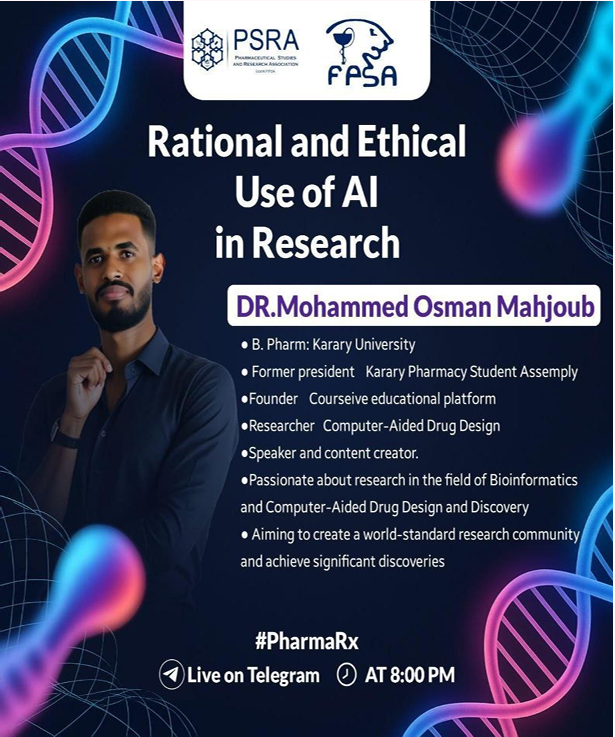 PSRA
PHARMACEUTICAL STUDIES
AND RESEARCH ASSOCIATION
FPSA
Rational and Ethical
Use of AI
in Research
DR.Mohammed Osman Mahjoub
● B. Pharm: Karary University
● Former president Karary Pharmacy Student Assemply
●Founder Courseive educational platform
●Researcher Computer-Aided Drug Design
●Speaker and content creator.
●Passionate about research in the field of Bioinformatics
and Computer-Aided Drug Design and Discovery
● Aiming to create a world-standard research community
and achieve significant discoveries
#PharmaRx
Live on Telegram AT 8:00 PM